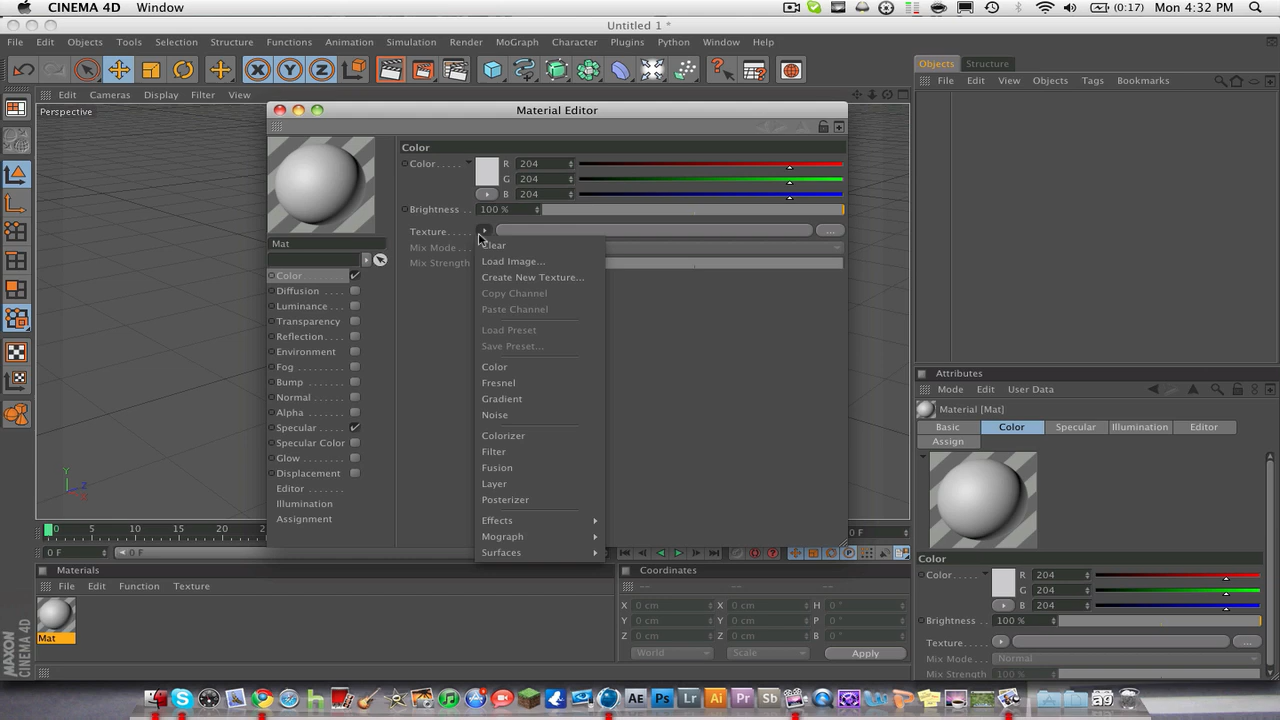 CINEMA 4D Window (0:17) Mon 4:32 PM
Untitled 1 *
File Edit Objects Tools Selection Structure Functions Animation Simulation Render MoGraph Character Plugins Python Window Help
Objects Structure
File Edit View Objects Tags Bookmarks
Edit Cameras Display Filter View
Perspective
Material Editor
Color
Color R 204
G 204
B 204
Brightness 100 %
Texture ...
Mix Mode
Mix Strength
Mat
Color
Diffusion
Luminance
Transparency
Reflection
Environment
Fog
Bump
Normal
Alpha
Specular
Specular Color
Glow
Displacement
Editor
Illumination
Assignment
Clear
Load Image...
Create New Texture...
Copy Channel
Paste Channel
Load Preset
Save Preset...
Color
Fresnel
Gradient
Noise
Colorizer
Filter
Fusion
Layer
Posterizer
Effects
Mograph
Surfaces
Y
Z
X
0 5 10 15 20 25
0 F 0 F 0 F
Materials
File Edit Function Texture
Mat
Coordinates
-- -- --
X 0 cm X 0 cm H 0 °
Y 0 cm Y 0 cm P 0 °
Z 0 cm Z 0 cm B 0 °
World Scale Apply
Attributes
Mode Edit User Data
Material [Mat]
Basic Color Specular Illumination Editor
Assign
Color
Color R 204
G 204
B 204
Brightness 100 %
Texture ...
Mix Mode Normal
Mix Strength
MAXON
CINEMA 4D
Ae Ps Lr Ai Pr Sb